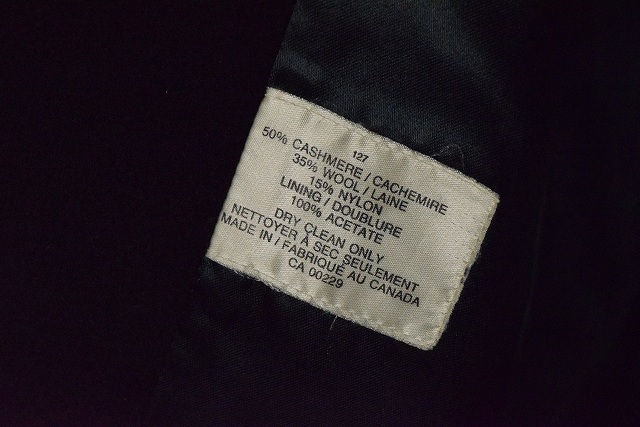 127
50% CASHMERE / CACHEMIRE
35% WOOL / LAINE
15% NYLON
LINING / DOUBLURE
100% ACETATE
DRY CLEAN ONLY
NETTOYER À SEC SEULEMENT
MADE IN / FABRIQUÉ AU CANADA
CA 00229